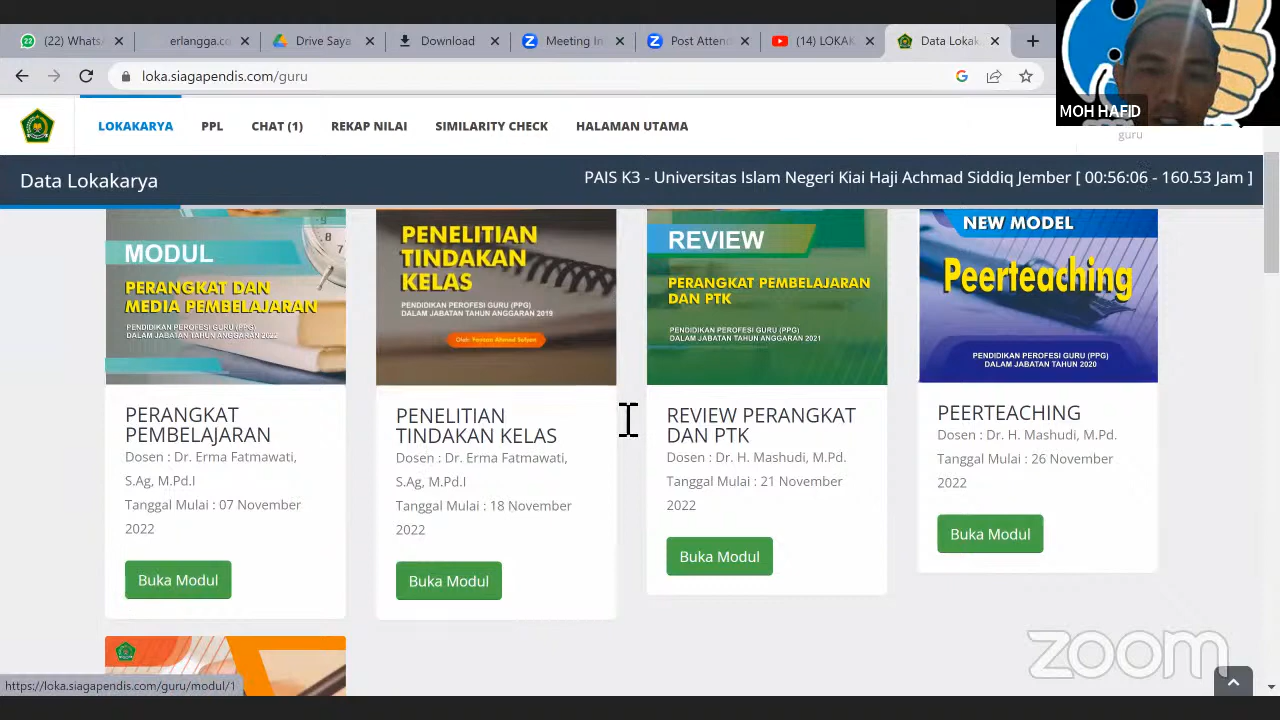 (22) Whats
erlangga.co
Drive Saya
Download
Meeting In
Post Attend
(14) LOKA
Data Lokak
loka.siagapendis.com/guru
MOH HAFID
guru
LOKAKARYA
PPL
CHAT (1)
REKAP NILAI
SIMILARITY CHECK
HALAMAN UTAMA
Data Lokakarya
PAIS K3 - Universitas Islam Negeri Kiai Haji Achmad Siddiq Jember [ 00:56:06 - 160.53 Jam ]
MODUL
PERANGKAT DAN
MEDIA PEMBELAJARAN
PENDIDIKAN PEROFESI GURU (PPG)
DALAM JABATAN TAHUN ANGGARAN 2022
PERANGKAT
PEMBELAJARAN
Dosen : Dr. Erma Fatmawati,
S.Ag, M.Pd.I
Tanggal Mulai : 07 November
2022
Buka Modul
PENELITIAN
TINDAKAN
KELAS
PENDIDIKAN PEROFESI GURU (PPG)
DALAM JABATAN TAHUN ANGGARAN 2019
PENELITIAN
TINDAKAN KELAS
Dosen : Dr. Erma Fatmawati,
S.Ag, M.Pd.I
Tanggal Mulai : 18 November
2022
Buka Modul
REVIEW
PERANGKAT PEMBELAJARAN
DAN PTK
PENDIDIKAN PEROFESI GURU (PPG)
DALAM JABATAN TAHUN ANGGARAN 2021
REVIEW PERANGKAT
DAN PTK
Dosen : Dr. H. Mashudi, M.Pd.
Tanggal Mulai : 21 November
2022
Buka Modul
NEW MODEL
Peerteaching
PENDIDIKAN PEROFESI GURU (PPG)
DALAM JABATAN TAHUN 2020
PEERTEACHING
Dosen : Dr. H. Mashudi, M.Pd.
Tanggal Mulai : 26 November
2022
Buka Modul
zoom
https://loka.siagapendis.com/guru/modul/1